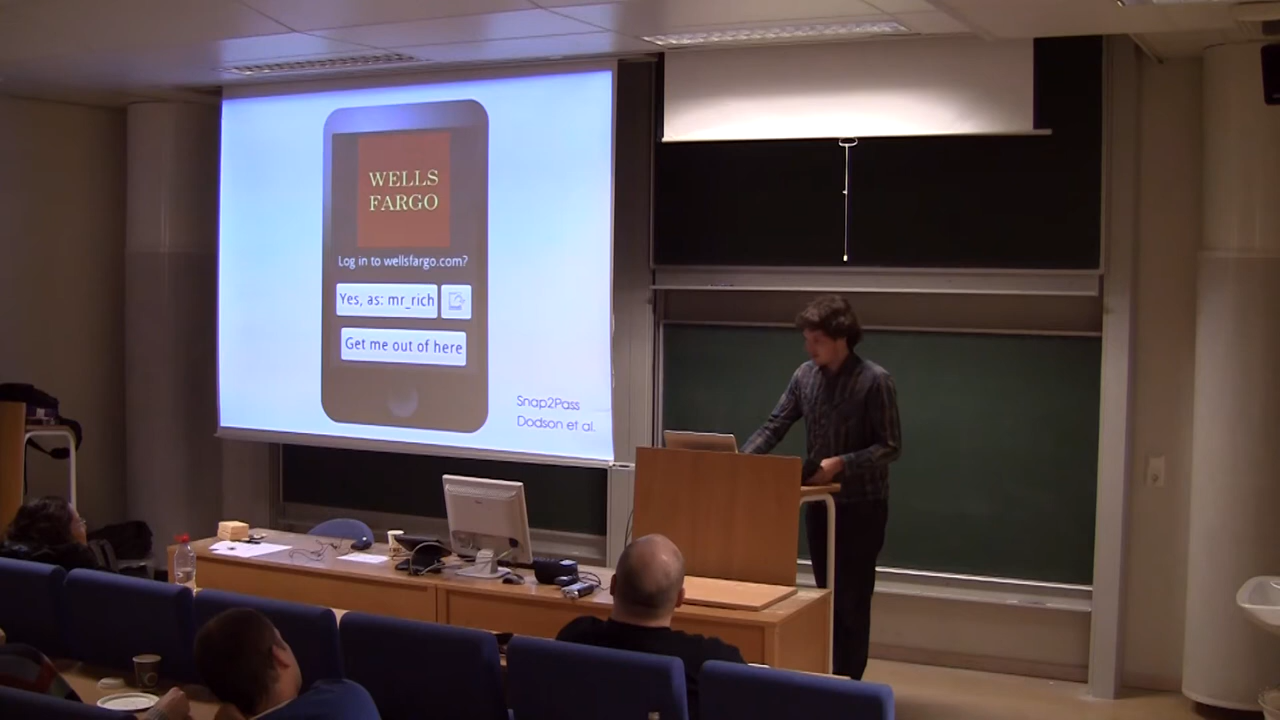 WELLS
FARGO
Log in to wellsfargo.com?
Yes, as: mr_rich
Get me out of here
Snap2Pass
Dodson et al.